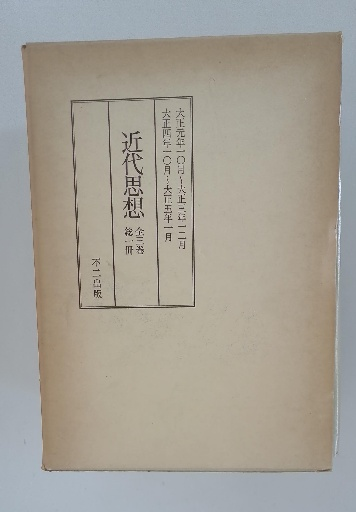 大正元年一〇月~大正三年一二月
大正四年一〇月~大正五年一月
近代思想
全三巻
総一冊
不二出版